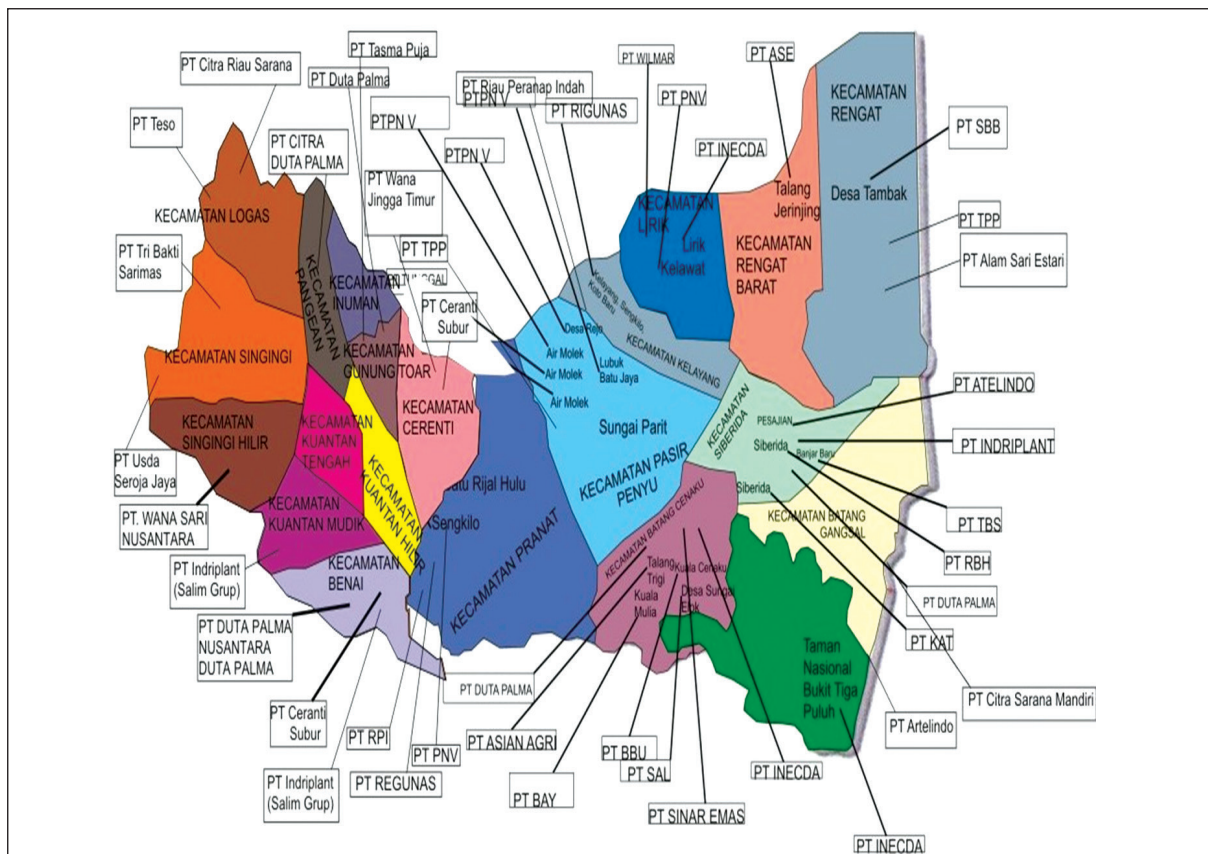 PT Citra Riau Sarana
PT Teso
PT CITRA
DUTA PALMA
PT Tasma Puja
PT Duta Palma
PTPN V
PT Riau Peranap Indah
PTPN V
PTPN V
PT RIGUNAS
PT WILMAR
PT PNV
PT INECDA
PT ASE
KECAMATAN
RENGAT
PT SBB
Desa Tambak
PT TPP
PT Alam Sari Estari
Talang
Jerinjing
KECAMATAN
RENGAT
BARAT
KECAMATAN
LIRIK
Lirik
Kelawat
PT Wana
Jingga Timur
PT TPP
PT Ceranti
Subur
KECAMATAN LOGAS
PT Tri Bakti
Sarimas
KECAMATAN
PANGEAN
KECAMATAN
INUMAN
KECAMATAN SINGINGI
KECAMATAN
GUNUNG TOAR
KECAMATAN
CERENTI
KECAMATAN
SINGINGI HILIR
KECAMATAN
KUANTAN
TENGAH
KECAMATAN
KUANTAN HILIR
KECAMATAN
KUANTAN MUDIK
KECAMATAN
BENAI
PT Usda
Seroja Jaya
PT. WANA SARI
NUSANTARA
PT Indriplant
(Salim Grup)
PT DUTA PALMA
NUSANTARA
DUTA PALMA
PT Ceranti
Subur
PT Indriplant
(Salim Grup)
PT RPI
PT REGUNAS
PT PNV
Kelayang, Sengkilo,
Koto Baru
KECAMATAN KELAYANG
Desa Rejo
Air Molek
Air Molek
Air Molek
Lubuk
Batu Jaya
Sungai Parit
KECAMATAN PASIR
PENYU
Rijal Hulu
Sengkilo
KECAMATAN PRANAT
KECAMATAN
SIBERIDA
PESAJIAN
Siberida
Banjar Baru
Siberida
KECAMATAN BATANG
GANGSAL
KECAMATAN BATANG CENAKU
Talang
Trigi
Kuala
Mulia
Kuala Cenaku
Desa Sungai
Taman
Nasional
Bukit Tiga
Puluh
PT ATELINDO
PT INDRIPLANT
PT TBS
PT RBH
PT DUTA PALMA
PT KAT
PT Citra Sarana Mandiri
PT Artelindo
PT DUTA PALMA
PT ASIAN AGRI
PT BAY
PT BBU
PT SAL
PT SINAR EMAS
PT INECDA
PT INECDA